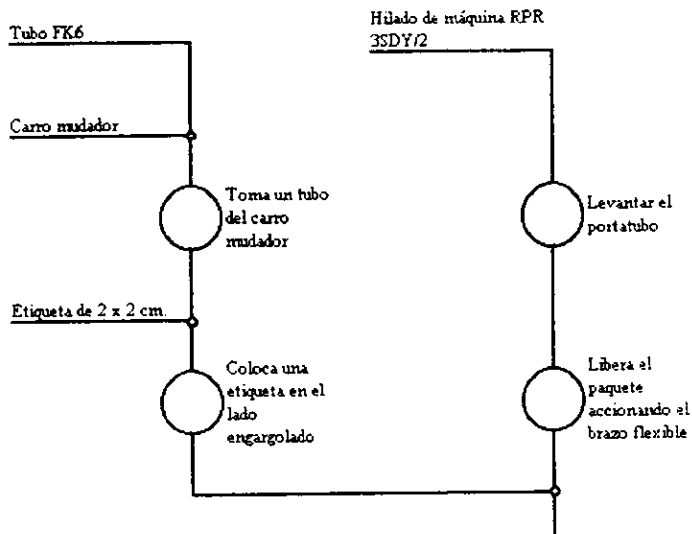 Tubo FK6
Hilado de máquina RPR
3SDY/2
Carro mudador
Toma un tubo
del carro
mudador
Levantar el
portatubo
Etiqueta de 2 x 2 cm.
Coloca una
etiqueta en el
lado
engargolado
Libera el
paquete
accionando el
brazo flexible